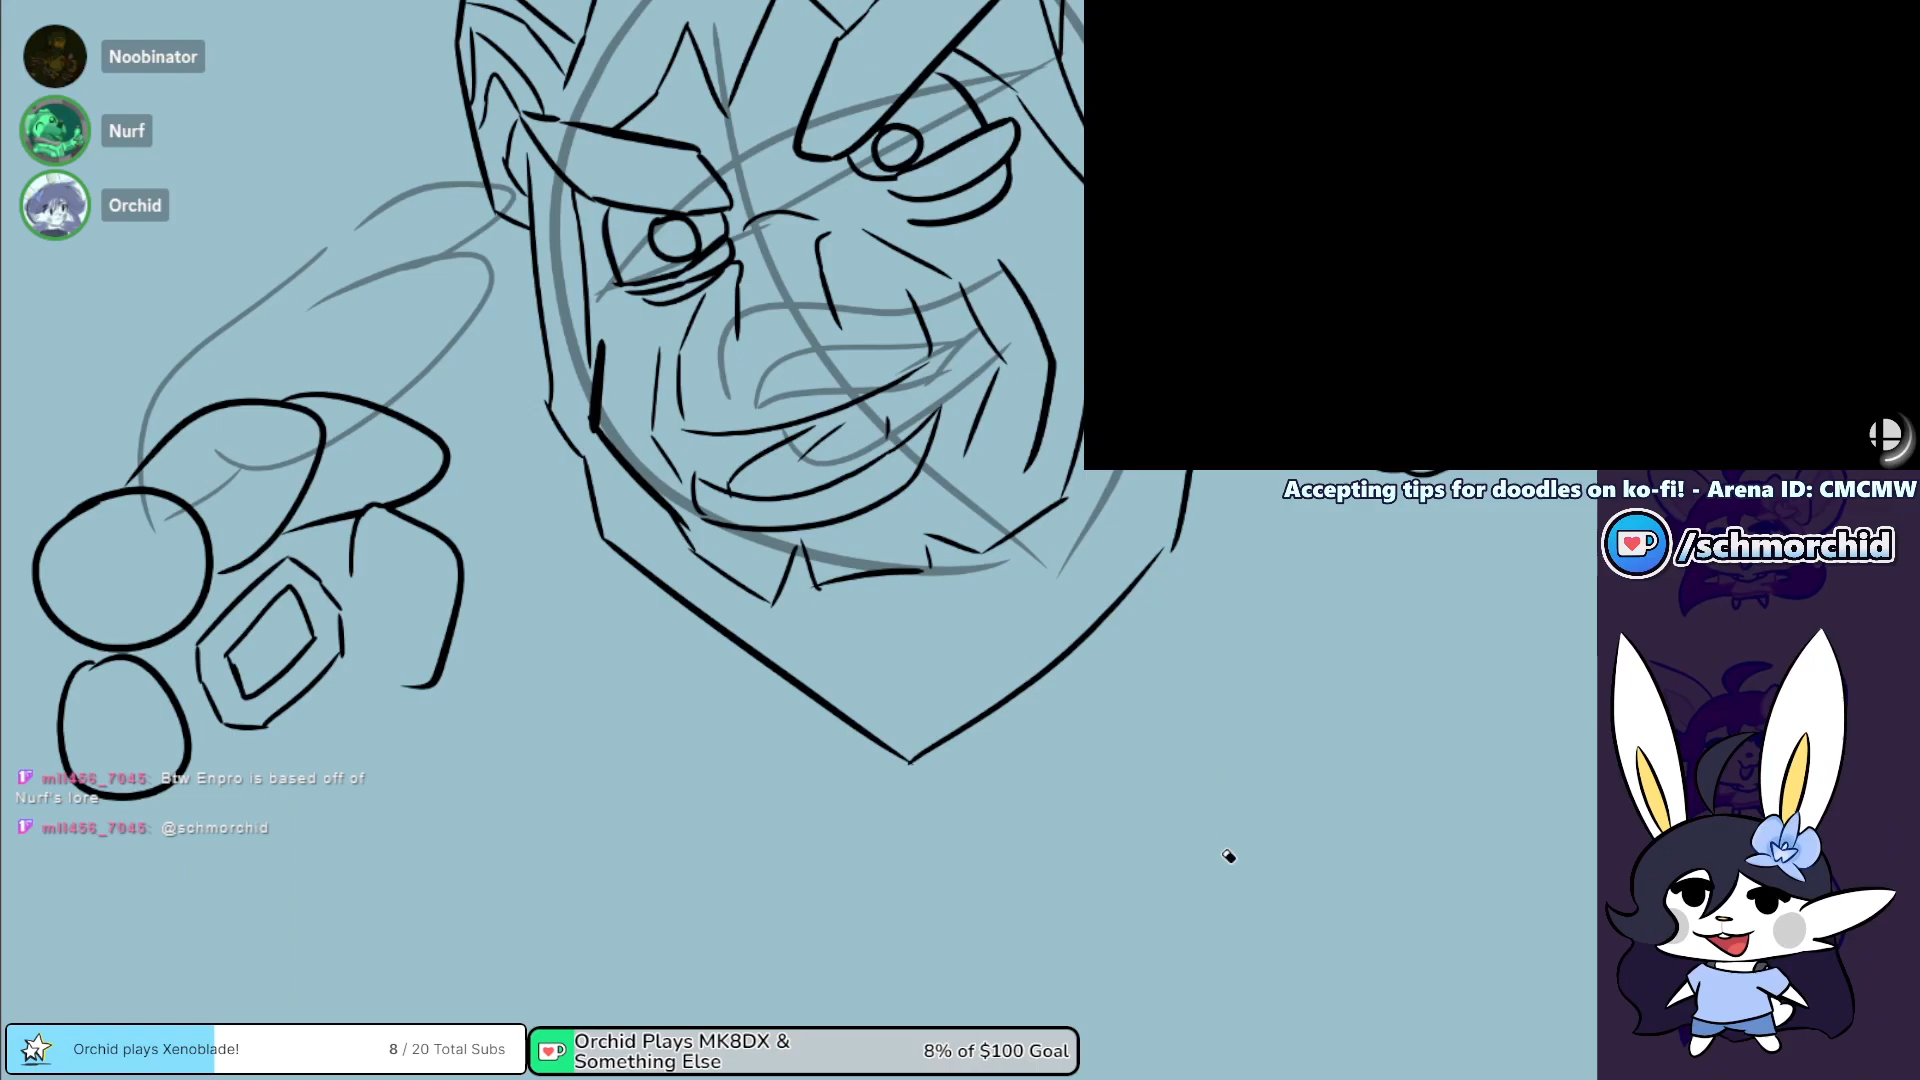 Noobinator
Nurf
Orchid
Accepting tips for doodles on ko-fi! - Arena ID: CMCMW
/schmorchid
mll456_7045: Btw Enpro is based off of
Nurf's lore
mll456_7045: @schmorchid
Orchid plays Xenoblade!
8 / 20 Total Subs
Orchid Plays MK8DX &
Something Else
8% of $100 Goal